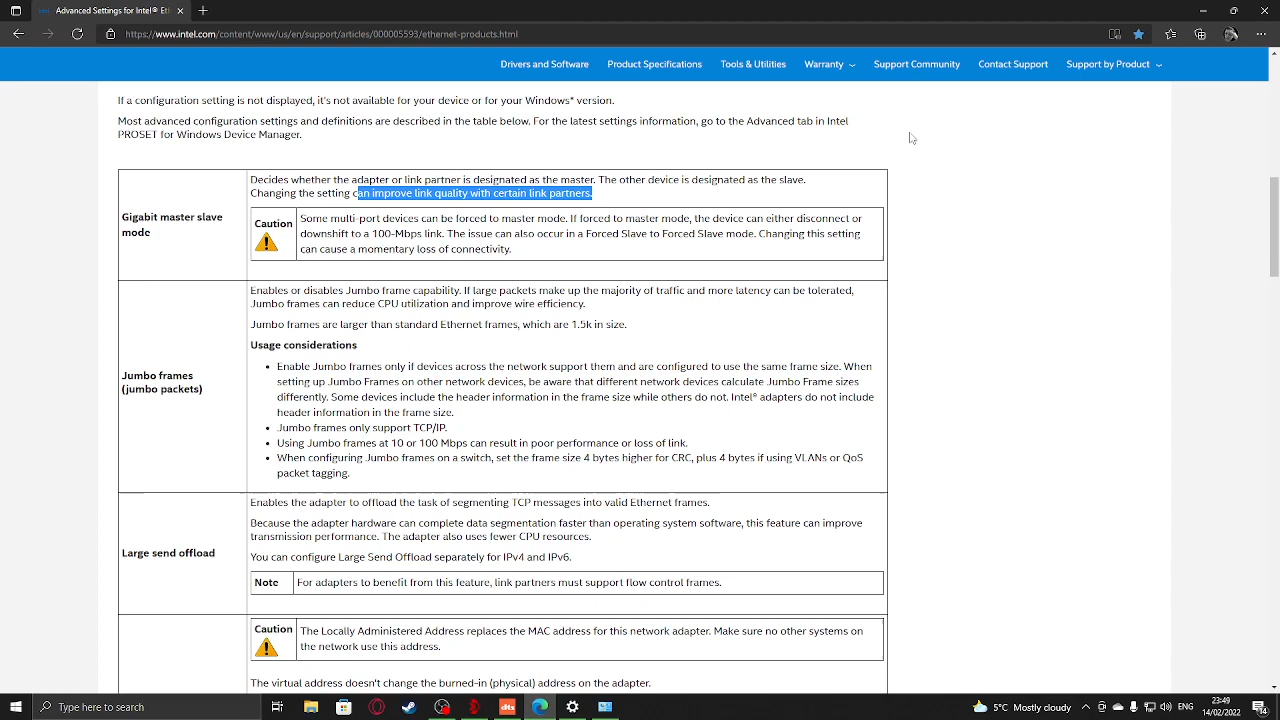 Advanced Settings for Intel® Eth
https://www.intel.com/content/www/us/en/support/articles/000005593/ethernet-products.html
Drivers and Software Product Specifications Tools & Utilities Warranty Support Community Contact Support Support by Product
If a configuration setting is not displayed, it's not available for your device or for your Windows* version.
Most advanced configuration settings and definitions are described in the table below. For the latest settings information, go to the Advanced tab in Intel
PROSET for Windows Device Manager.
Gigabit master slave
mode
Decides whether the adapter or link partner is designated as the master. The other device is designated as the slave.
Changing the setting can improve link quality with certain link partners.
Caution
Some multi-port devices can be forced to master mode. If forced to master mode, the device can either disconnect or
downshift to a 100-Mbps link. The issue can also occur in a Forced Slave to Forced Slave mode. Changing this setting
can cause a momentary loss of connectivity.
Jumbo frames
(jumbo packets)
Enables or disables Jumbo frame capability. If large packets make up the majority of traffic and more latency can be tolerated,
Jumbo frames can reduce CPU utilization and improve wire efficiency.
Jumbo frames are larger than standard Ethernet frames, which are 1.5k in size.
Usage considerations
• Enable Jumbo frames only if devices across the network support them and are configured to use the same frame size. When
setting up Jumbo Frames on other network devices, be aware that different network devices calculate Jumbo Frame sizes
differently. Some devices include the header information in the frame size while others do not. Intel® adapters do not include
header information in the frame size.
• Jumbo frames only support TCP/IP.
• Using Jumbo frames at 10 or 100 Mbps can result in poor performance or loss of link.
• When configuring Jumbo frames on a switch, set the frame size 4 bytes higher for CRC, plus 4 bytes if using VLANs or QoS
packet tagging.
Large send offload
Enables the adapter to offload the task of segmenting TCP messages into valid Ethernet frames.
Because the adapter hardware can complete data segmentation faster than operating system software, this feature can improve
transmission performance. The adapter also uses fewer CPU resources.
You can configure Large Send Offload separately for IPv4 and IPv6.
Note
For adapters to benefit from this feature, link partners must support flow control frames.
Caution
The Locally Administered Address replaces the MAC address for this network adapter. Make sure no other systems on
the network use this address.
The virtual address doesn't change the burned-in (physical) address on the adapter.
Type here to search
dts
5°C Mostly cloudy
ENG
23:49
14/02/2022